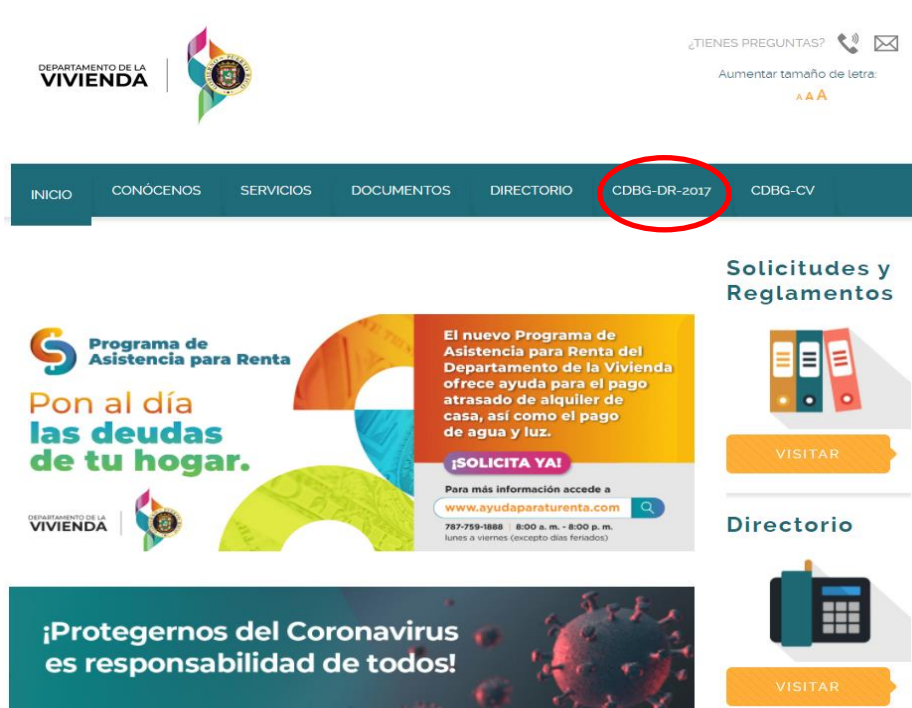 DEPARTAMENTO DE LA
VIVIENDA
¿TIENES PREGUNTAS?
Aumentar tamaño de letra:
A A A
INICIO
CONÓCENOS
SERVICIOS
DOCUMENTOS
DIRECTORIO
CDBG-DR-2017
CDBG-CV
Programa de
Asistencia para Renta
Pon al día
las deudas
de tu hogar.
DEPARTAMENTO DE LA
VIVIENDA
El nuevo Programa de
Asistencia para Renta del
Departamento de la Vivienda
ofrece ayuda para el pago
atrasado de alquiler de
casa, así como el pago
de agua y luz.
¡SOLICITA YA!
Para más información accede a
www.ayudaparaturenta.com
787-759-1888 | 8:00 a. m. - 8:00 p. m.
lunes a viernes (excepto días feriados)
¡Protegernos del Coronavirus
es responsabilidad de todos!
Solicitudes y
Reglamentos
VISITAR
Directorio
VISITAR